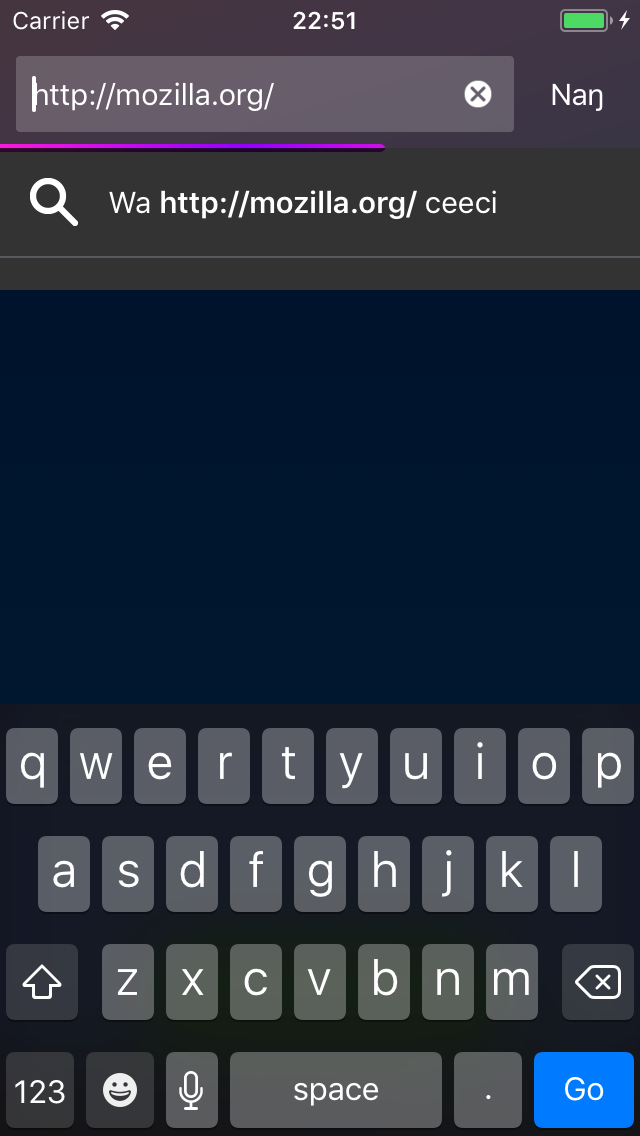 Carrier 22:51
http://mozilla.org/ Naŋ
Wa http://mozilla.org/ ceeci
q w e r t y u i o p
a s d f g h j k l
z x c v b n m
123 space . Go